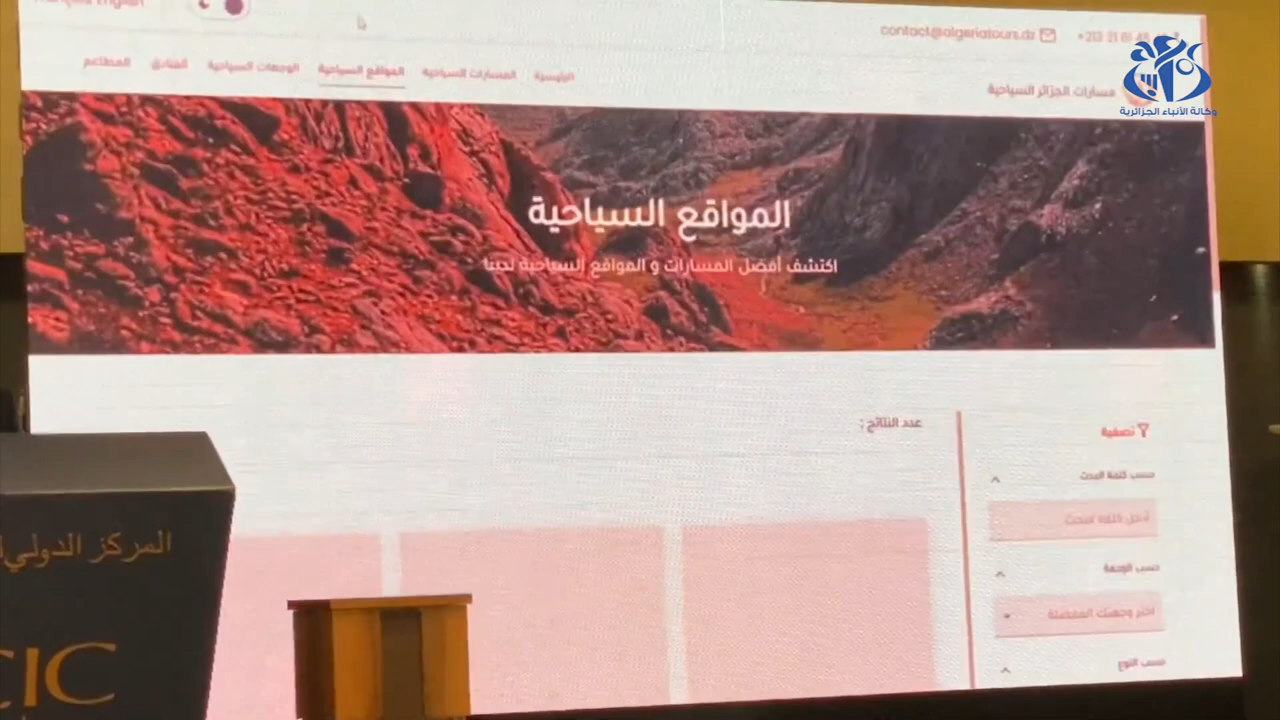 Français English
contact@algeriatours.dz
وكالة الأنباء الجزائرية
مسارات الجزائر السياحية
الرئيسية المسارات السياحية المواقع السياحية الوجهات السياحية الفنادق المطاعم
المواقع السياحية
اكتشف أفضل المسارات و المواقع السياحية لدينا
تصفية
عدد النتائج :
حسب كلمة البحث
أدخل كلمة البحث
حسب الوجهة
اختر وجهتك المفضلة
حسب النوع
المركز الدولي
CIC